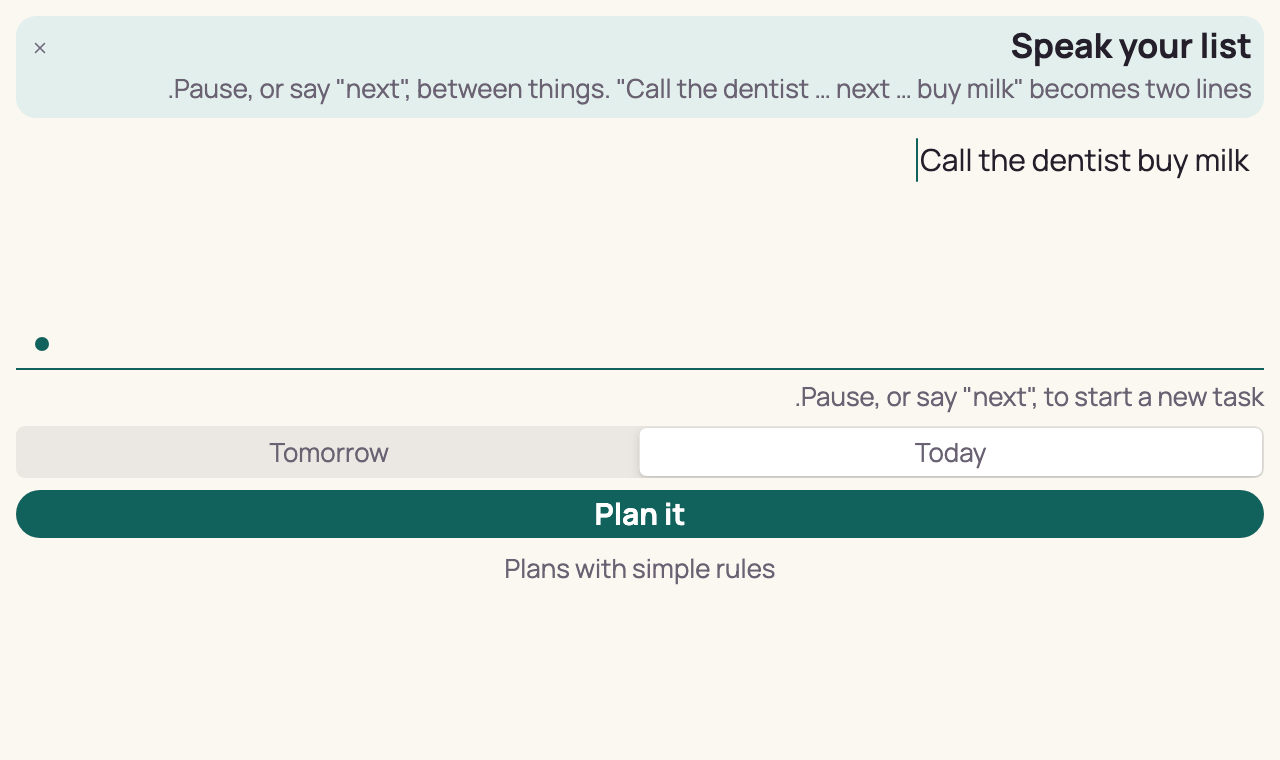 Speak your list
.Pause, or say "next", between things. "Call the dentist … next … buy milk" becomes two lines
Call the dentist buy milk
.Pause, or say "next", to start a new task
Today
Tomorrow
Plan it
Plans with simple rules